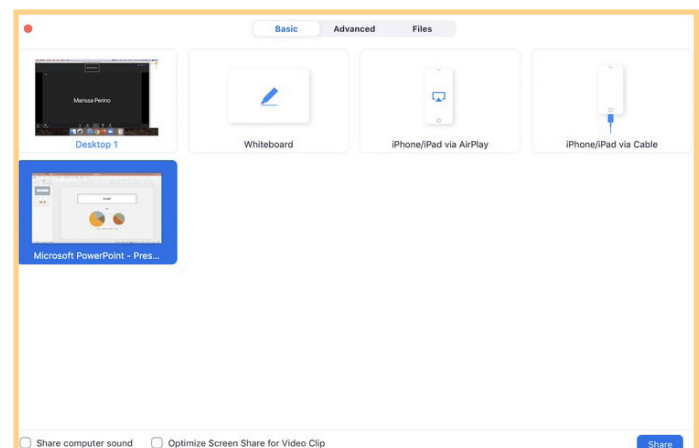 Basic Advanced Files
Marissa Perino
Desktop 1 Whiteboard iPhone/iPad via AirPlay iPhone/iPad via Cable
Microsoft PowerPoint - Pres...
Share computer sound Optimize Screen Share for Video Clip Share